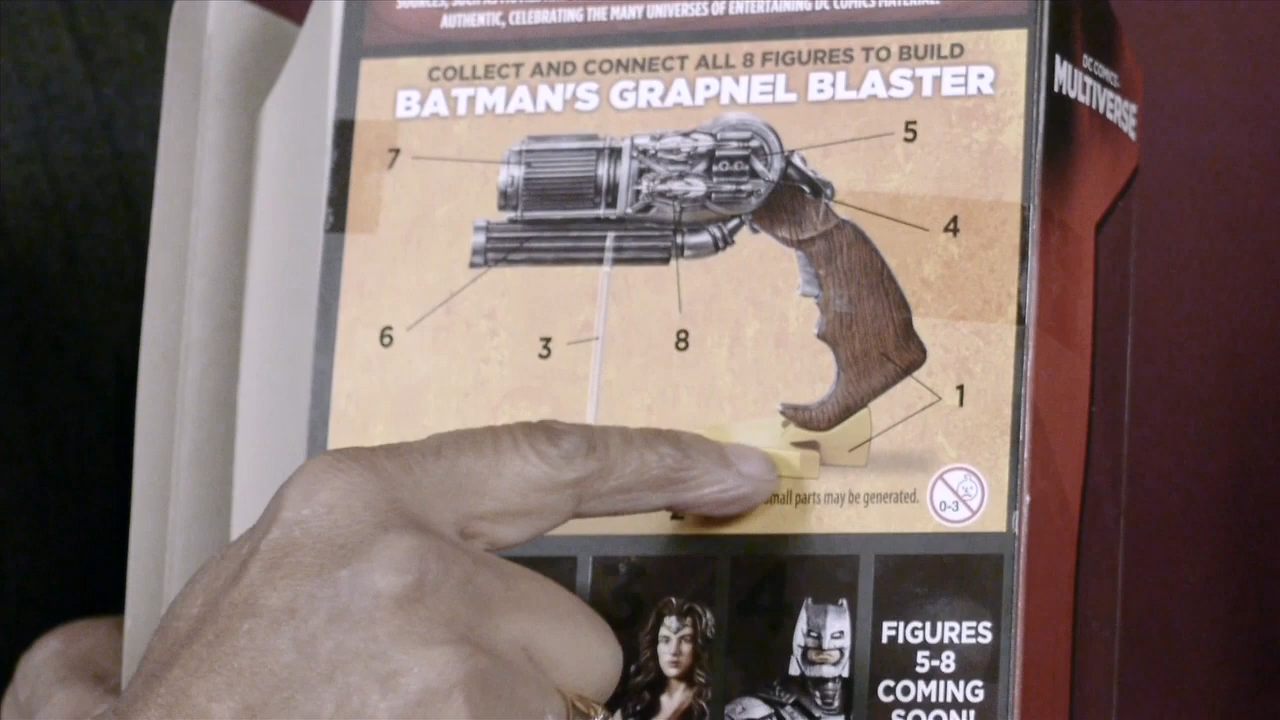 AUTHENTIC, CELEBRATING THE MANY UNIVERSES OF ENTERTAINING DC COMICS MATERIAL.
COLLECT AND CONNECT ALL 8 FIGURES TO BUILD
BATMAN'S GRAPNEL BLASTER
DC COMICS
MULTIVERSE
7
5
4
6
3
8
1
small parts may be generated.
0-3
FIGURES
5-8
COMING
SOON!